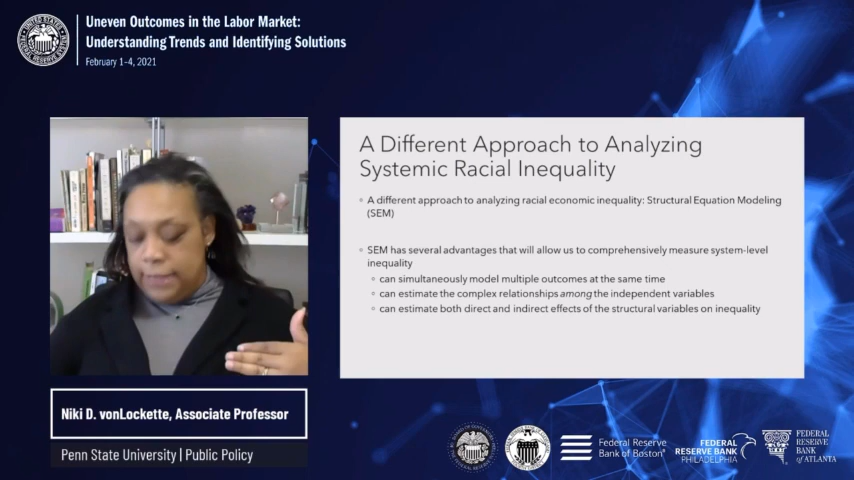 Uneven Outcomes in the Labor Market:
Understanding Trends and Identifying Solutions
February 1-4, 2021
A Different Approach to Analyzing
Systemic Racial Inequality
A different approach to analyzing racial economic inequality: Structural Equation Modeling
(SEM)
SEM has several advantages that will allow us to comprehensively measure system-level
inequality
can simultaneously model multiple outcomes at the same time
can estimate the complex relationships among the independent variables
can estimate both direct and indirect effects of the structural variables on inequality
Niki D. vonLockette, Associate Professor
Penn State University | Public Policy
Federal Reserve
Bank of Boston®
FEDERAL
RESERVE BANK
PHILADELPHIA
FEDERAL
RESERVE
BANK
of ATLANTA